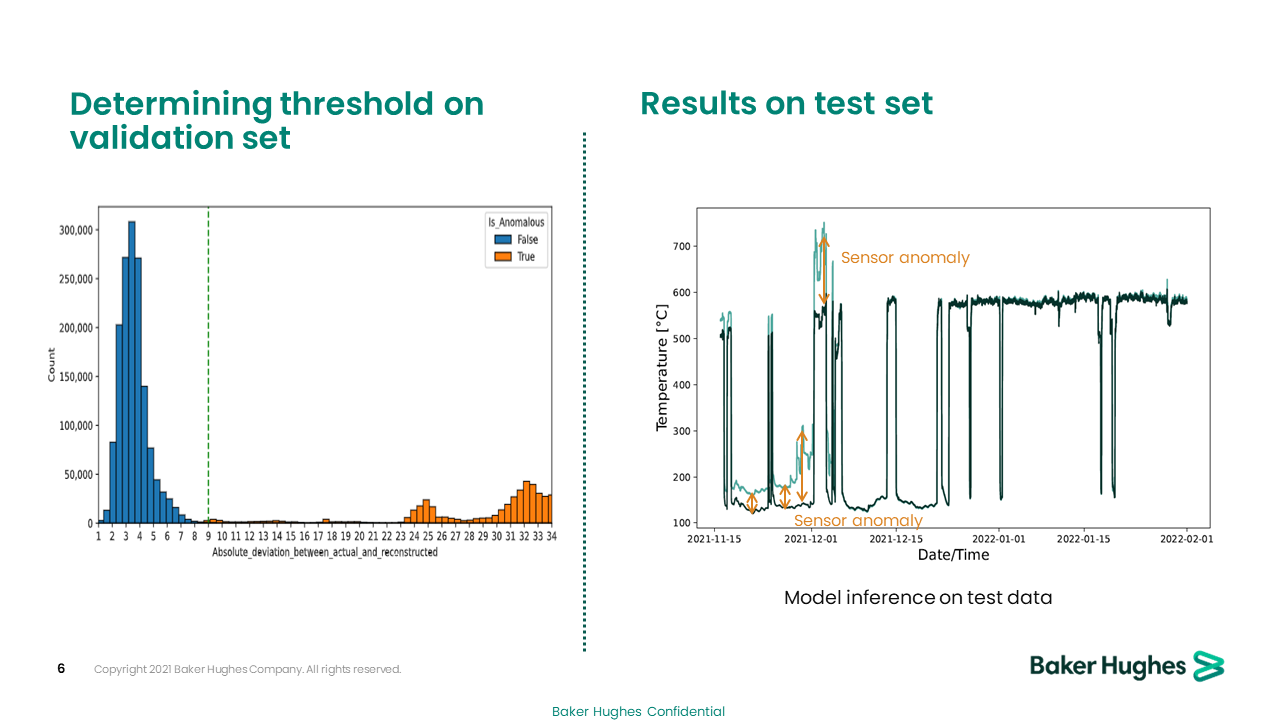 Determining threshold on
validation set
Results on test set
Is_Anomalous
False
True
Count
300,000
250,000
200,000
150,000
100,000
50,000
0
1 2 3 4 5 6 7 8 9 10 11 12 13 14 15 16 17 18 19 20 21 22 23 24 25 26 27 28 29 30 31 32 33 34
Absolute_deviation_between_actual_and_reconstructed
Temperature [°C]
700
600
500
400
300
200
100
Sensor anomaly
Sensor anomaly
2021-11-15 2021-12-01 2021-12-15 2022-01-01 2022-01-15 2022-02-01
Date/Time
Model inference on test data
6 Copyright 2021 Baker Hughes Company. All rights reserved.
Baker Hughes
Baker Hughes Confidential